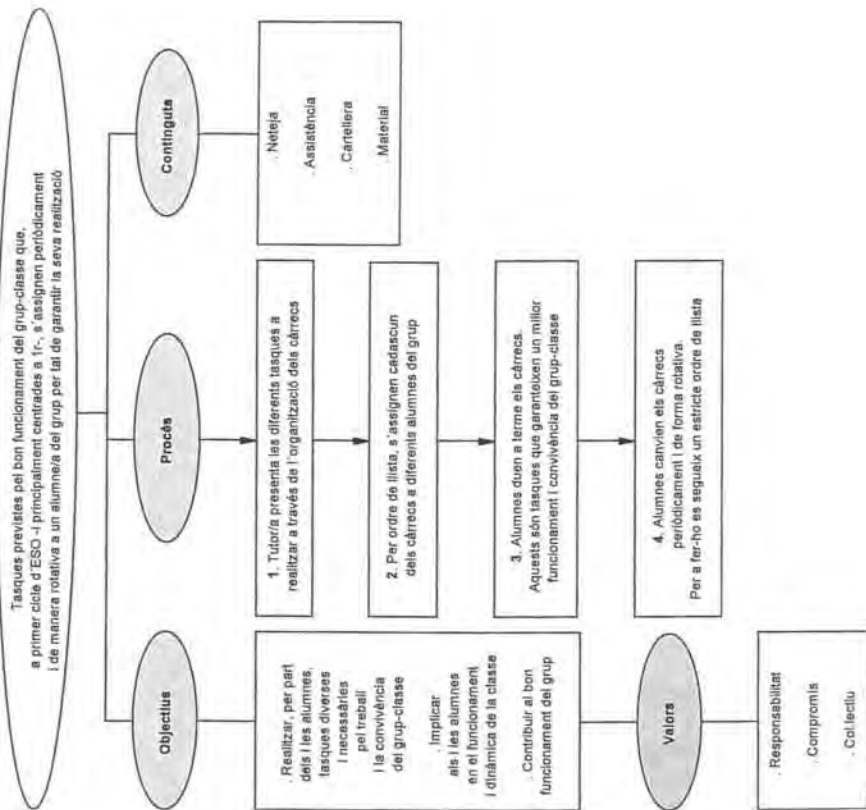 Tasques previstes pel bon funcionament del grup-classe que,
a primer cicle d'ESO -i principalment centrades a 1r-, s'assignen periòdicament
i de manera rotativa a un alumne/a del grup per tal de garantir la seva realització
Objectius
. Realitzar, per part
dels i les alumnes,
tasques diverses
i necessàries
pel treball
i la convivència
del grup-classe
. Implicar
als i les alumnes
en el funcionament
i dinàmica de la classe
. Contribuir al bon
funcionament del grup
Valors
. Responsabilitat
. Compromís
. Col.lectiu
Procés
1. Tutor/a presenta les diferents tasques a
realitzar a través de l'organització dels càrrecs
2. Per ordre de llista, s'assignen cadascun
dels càrrecs a diferents alumnes del grup
3. Alumnes duen a terme els càrrecs.
Aquests són tasques que garanteixen un millor
funcionament i convivència del grup-classe
4. Alumnes canvien els càrrecs
periòdicament i de forma rotativa.
Per a fer-ho es segueix un estricte ordre de llista
Continguts
. Neteja
. Assistència
. Cartellera
. Material